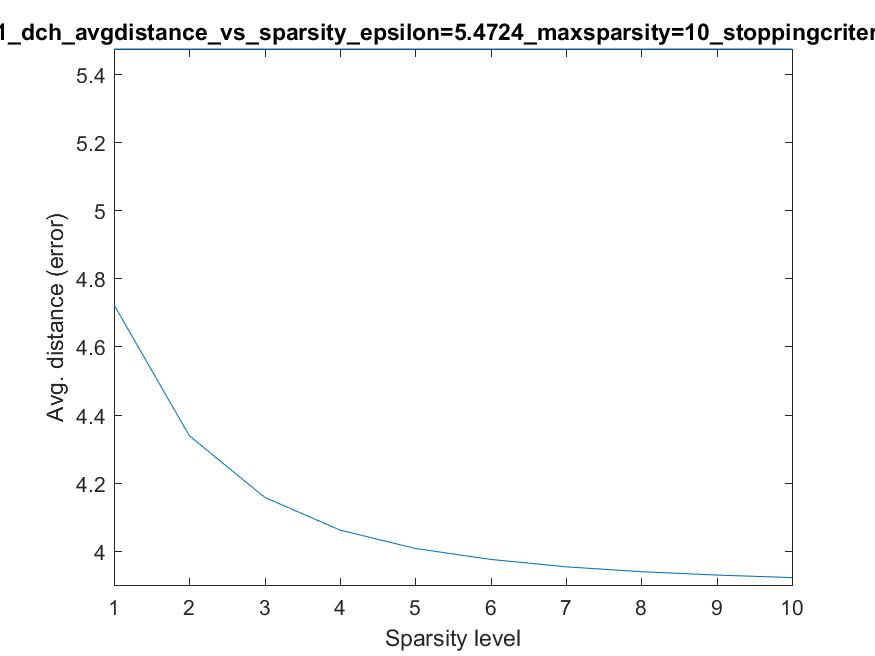 1_dch_avgdistance_vs_sparsity_epsilon=5.4724_maxsparsity=10_stoppingcriter
5.4
5.2
5
4.8
4.6
4.4
4.2
4
Avg. distance (error)
1 2 3 4 5 6 7 8 9 10
Sparsity level